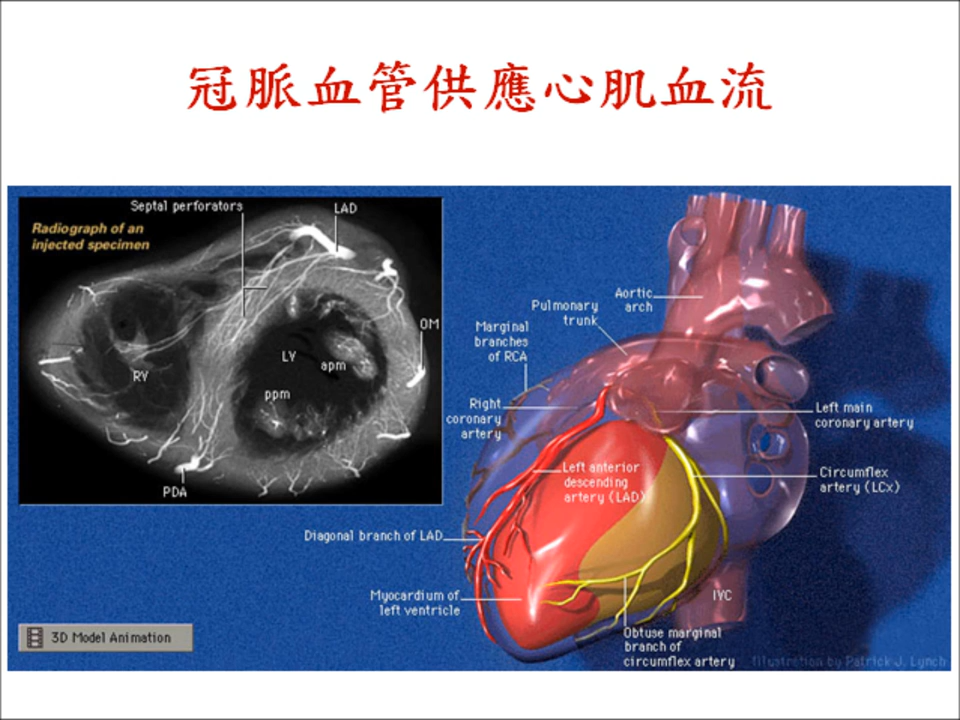 冠脈血管供應心肌血流
Radiograph of an
injected specimen
Septal perforators
LAD
OM
RV
LV
apm
ppm
PDA
Aortic
arch
Pulmonary
trunk
Marginal
branches
of RCA
Right
coronary
artery
Left main
coronary artery
Left anterior
descending
artery (LAD)
Circumflex
artery (LCx)
Diagonal branch of LAD
Myocardium of
left ventricle
IVC
Obtuse marginal
branch of
circumflex artery
3D Model Animation
Illustration by Patrick J. Lynch